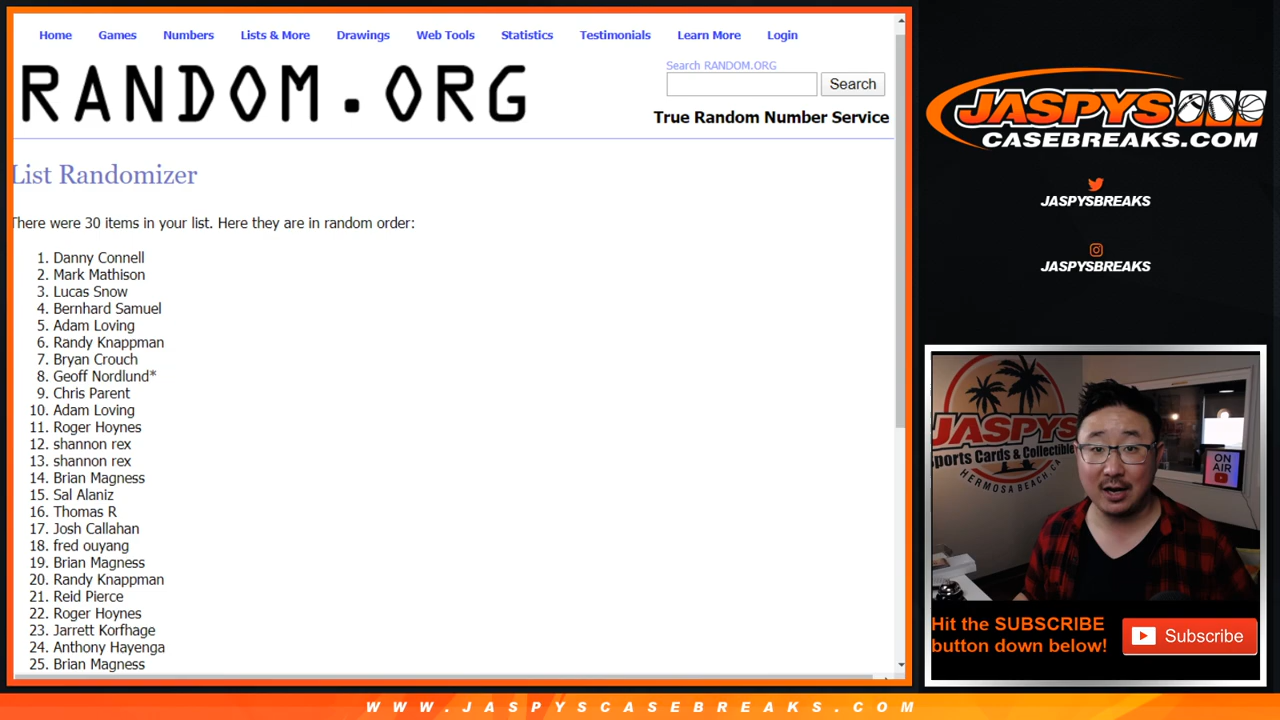 Home Games Numbers Lists & More Drawings Web Tools Statistics Testimonials Learn More Login
RANDOM.ORG
Search RANDOM.ORG
Search
True Random Number Service
List Randomizer
There were 30 items in your list. Here they are in random order:
1. Danny Connell
2. Mark Mathison
3. Lucas Snow
4. Bernhard Samuel
5. Adam Loving
6. Randy Knappman
7. Bryan Crouch
8. Geoff Nordlund*
9. Chris Parent
10. Adam Loving
11. Roger Hoynes
12. shannon rex
13. shannon rex
14. Brian Magness
15. Sal Alaniz
16. Thomas R
17. Josh Callahan
18. fred ouyang
19. Brian Magness
20. Randy Knappman
21. Reid Pierce
22. Roger Hoynes
23. Jarrett Korfhage
24. Anthony Hayenga
25. Brian Magness
JASPYS
CASEBREAKS.COM
JASPYSBREAKS
JASPYSBREAKS
JASPYS
Sports Cards & Collectible
HERMOSA BEACH, CA
ON
AIR
Hit the SUBSCRIBE
button down below!
Subscribe
WWW.JASPYSCASEBREAKS.COM